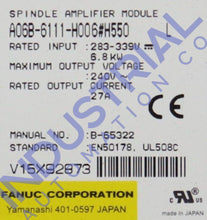 SPINDLE AMPLIFIER MODULE
A06B-6111-H006#H550 L
RATED INPUT : 283-339V
6.8kW
MAXIMUM OUTPUT VOLTAGE
: 240V~
RATED OUTPUT CURRENT
: 27A
MANUAL NO. : B-65322
STANDARD : EN50178, UL508C
V15X92873
FANUC CORPORATION
Yamanashi 401-0597 JAPAN
INDUSTRIAL